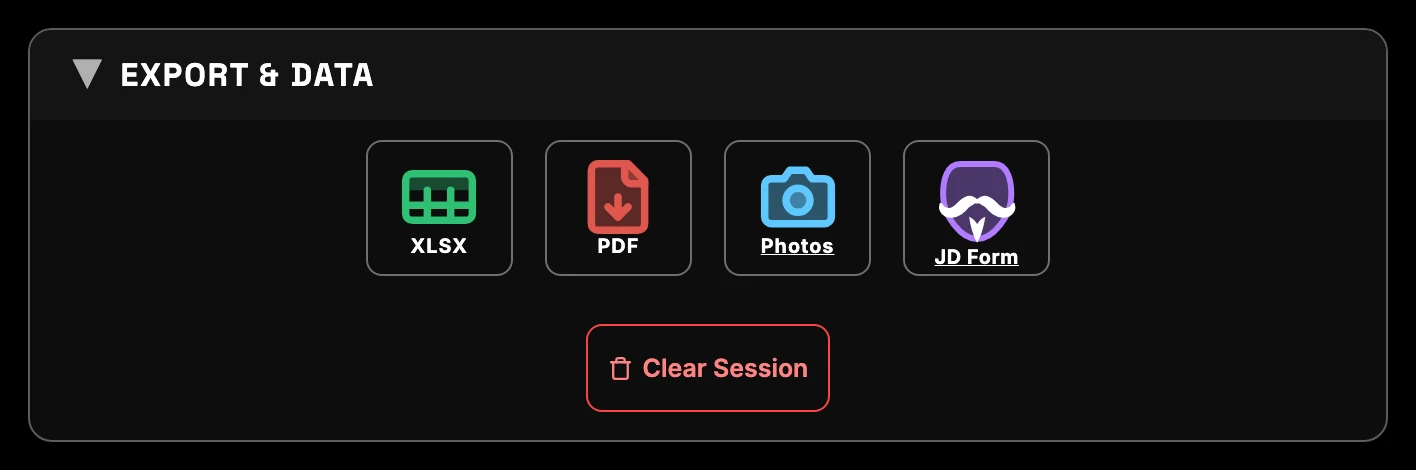 EXPORT & DATA
XLSX
PDF
Photos
JD Form
Clear Session